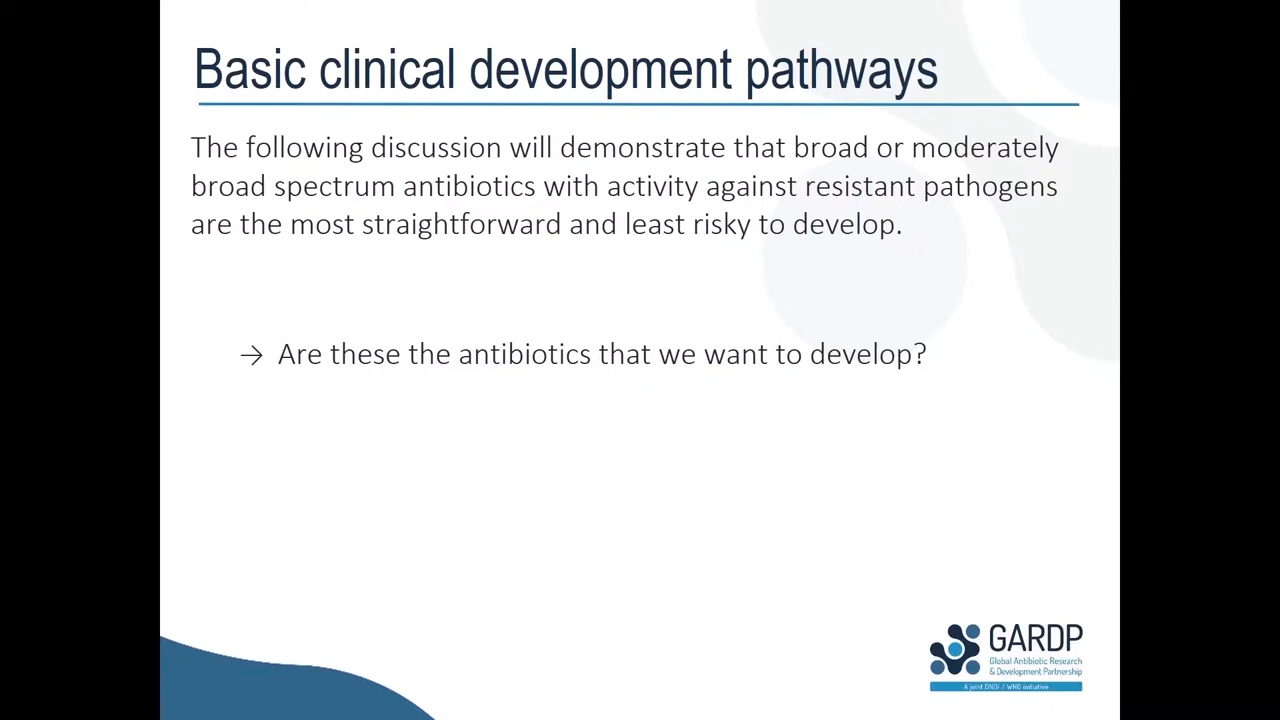 Basic clinical development pathways
The following discussion will demonstrate that broad or moderately
broad spectrum antibiotics with activity against resistant pathogens
are the most straightforward and least risky to develop.
→ Are these the antibiotics that we want to develop?
GARDP
Global Antibiotic Research
& Development Partnership
A joint DNDi / WHO initiative